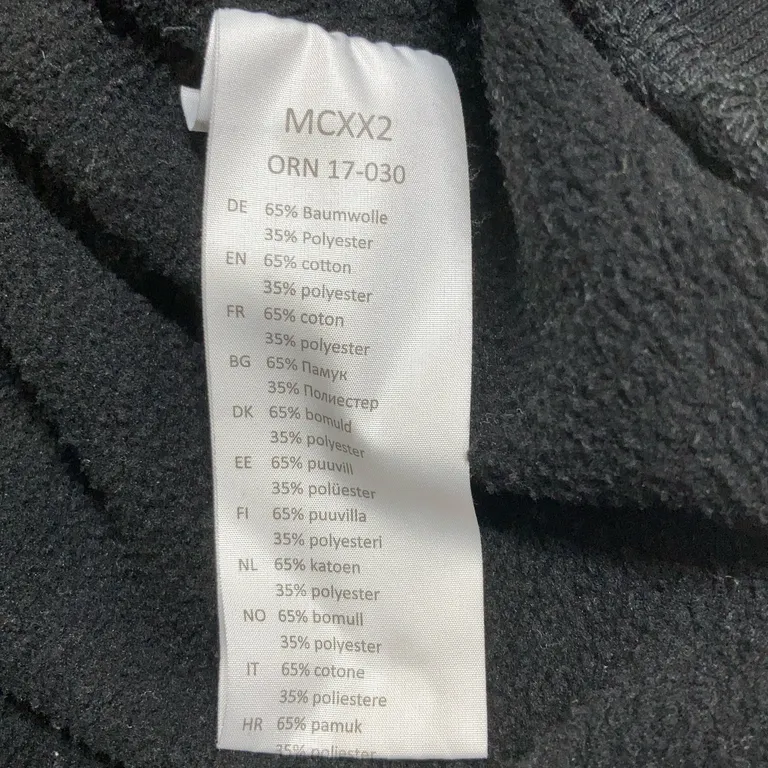 MCXX2
ORN 17-030
DE 65% Baumwolle
35% Polyester
EN 65% cotton
35% polyester
FR 65% coton
35% polyester
BG 65% Памук
35% Полиестер
DK 65% bomuld
35% polyester
EE 65% puuvill
35% polüester
FI 65% puuvilla
35% polyesteri
NL 65% katoen
35% polyester
NO 65% bomull
35% polyester
IT 65% cotone
35% poliestere
HR 65% pamuk
35% poliester